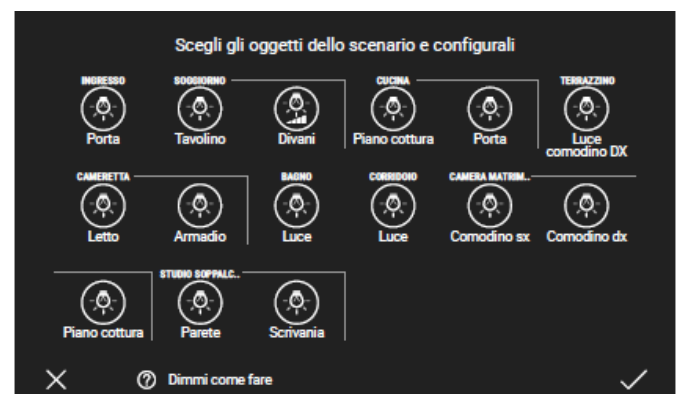 Scegli gli oggetti dello scenario e configurali
INGRESSO SOGGIORNO CUCINA TERRAZZINO
Porta Tavolino Divani Piano cottura Porta Luce
comodino DX
CAMERETTA BAGNO CORRIDOIO CAMERA MATRIM..
Letto Armadio Luce Luce Comodino sx Comodino dx
STUDIO SOPPALC..
Piano cottura Parete Scrivania
Dimmi come fare